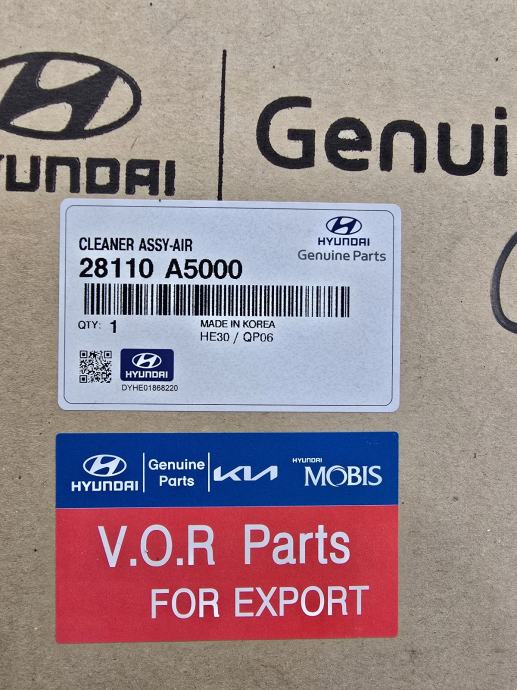 HYUNDAI
Genui
CLEANER ASSY-AIR
28110 A5000
HYUNDAI
Genuine Parts
QTY: 1
MADE IN KOREA
HE30 / QP06
HYUNDAI
DYHE01868220
HYUNDAI
Genuine
Parts
KIA
HYUNDAI
MOBIS
V.O.R Parts
FOR EXPORT